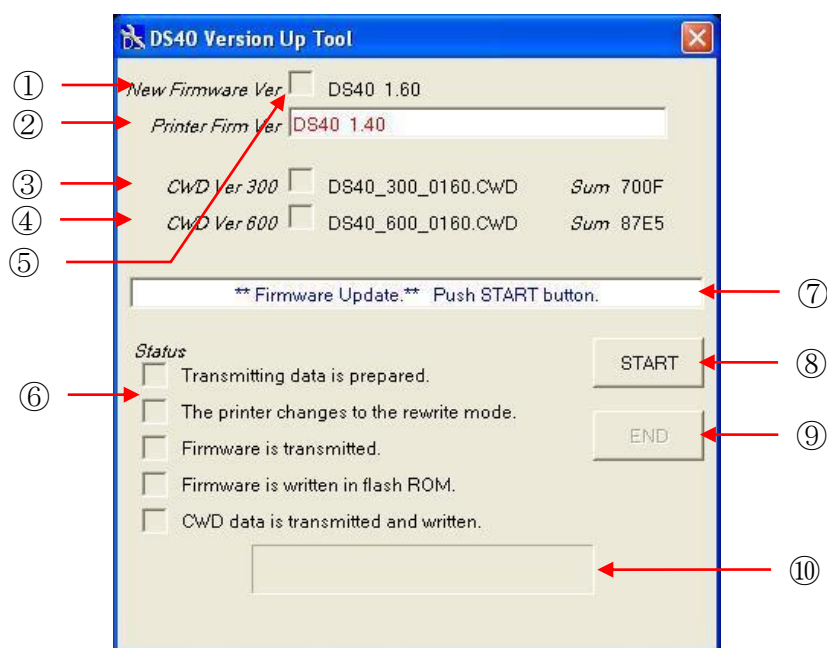 DS40 Version Up Tool
① New Firmware Ver DS40 1.60
② Printer Firm Ver DS40 1.40
③ CWD Ver 300 DS40_300_0160.CWD Sum 700F
④ CWD Ver 600 DS40_600_0160.CWD Sum 87E5
⑤
** Firmware Update.** Push START button. ⑦
Status
START ⑧
Transmitting data is prepared.
⑥
The printer changes to the rewrite mode.
END ⑨
Firmware is transmitted.
Firmware is written in flash ROM.
CWD data is transmitted and written.
⑩